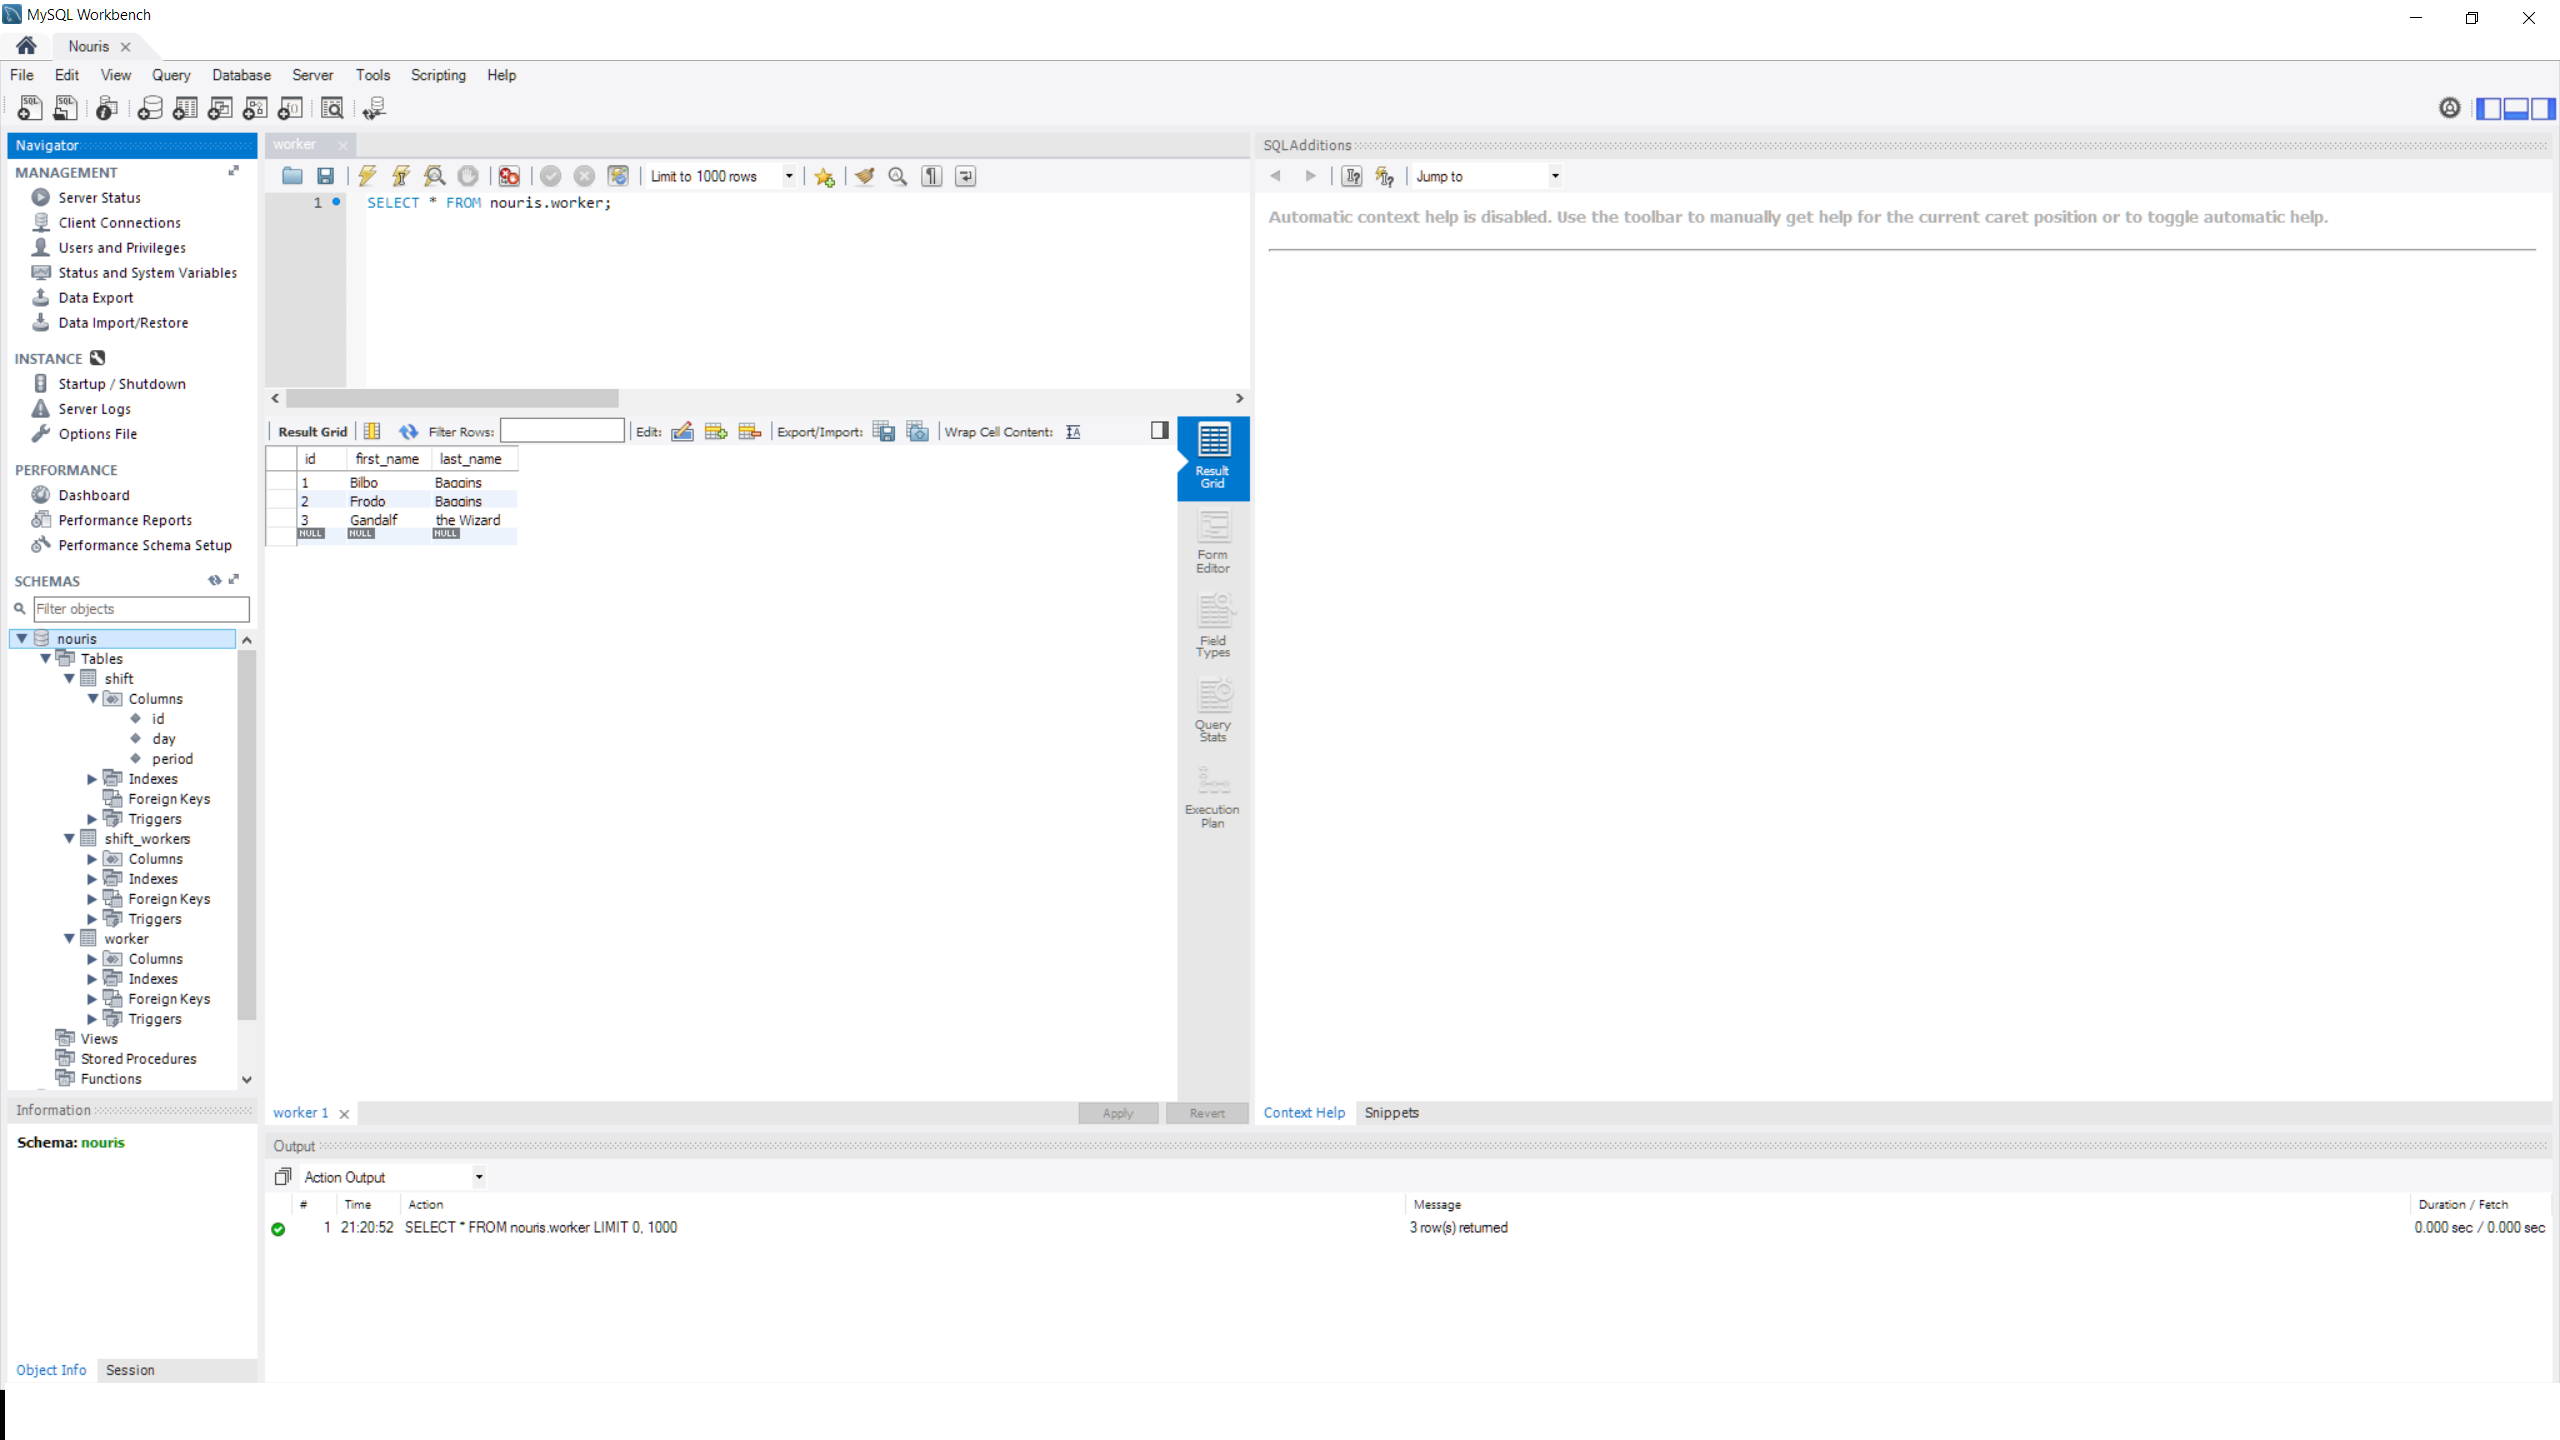 MySQL Workbench
Nouris
File Edit View Query Database Server Tools Scripting Help
Navigator
MANAGEMENT
Server Status
Client Connections
Users and Privileges
Status and System Variables
Data Export
Data Import/Restore
INSTANCE
Startup / Shutdown
Server Logs
Options File
PERFORMANCE
Dashboard
Performance Reports
Performance Schema Setup
SCHEMAS
Filter objects
nouris
Tables
shift
Columns
id
day
period
Indexes
Foreign Keys
Triggers
shift_workers
Columns
Indexes
Foreign Keys
Triggers
worker
Columns
Indexes
Foreign Keys
Triggers
Views
Stored Procedures
Functions
Information
Schema: nouris
Object Info Session
worker
Limit to 1000 rows
1 SELECT * FROM nouris.worker;
Result Grid Filter Rows: Edit: Export/Import: Wrap Cell Content:
id first_name last_name
1 Bilbo Baggins
2 Frodo Baggins
3 Gandalf the Wizard
NULL NULL NULL
Result
Grid
Form
Editor
Field
Types
Query
Stats
Execution
Plan
worker 1 Apply Revert
SQLAdditions
Jump to
Automatic context help is disabled. Use the toolbar to manually get help for the current caret position or to toggle automatic help.
Context Help Snippets
Output
Action Output
# Time Action Message Duration / Fetch
1 21:20:52 SELECT * FROM nouris.worker LIMIT 0, 1000 3 row(s) returned 0.000 sec / 0.000 sec